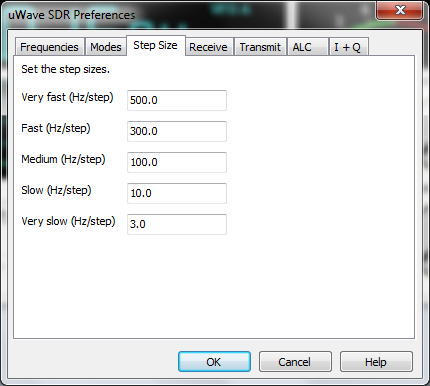 uWave SDR Preferences
Frequencies Modes Step Size Receive Transmit ALC I + Q
Set the step sizes.
Very fast (Hz/step) 500.0
Fast (Hz/step) 300.0
Medium (Hz/step) 100.0
Slow (Hz/step) 10.0
Very slow (Hz/step) 3.0
OK Cancel Help